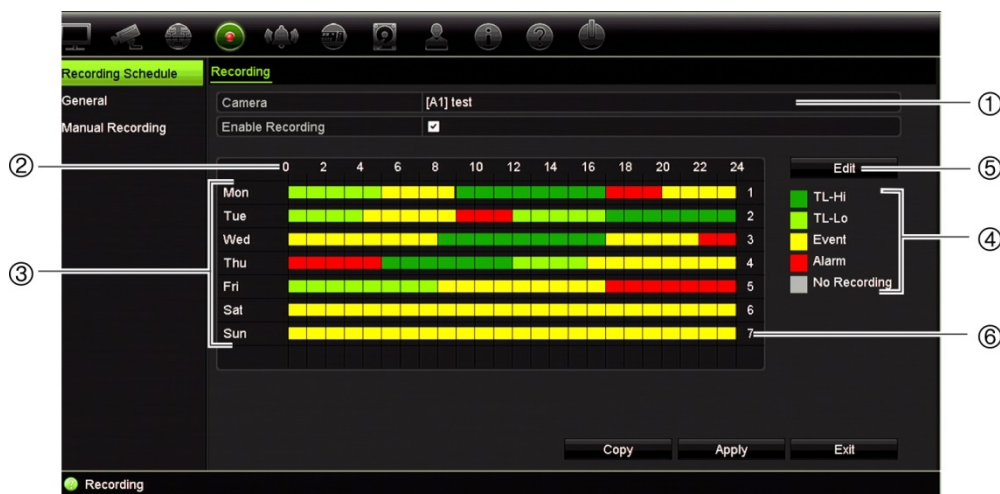 Recording Schedule
General
Manual Recording
Recording
Camera [A1] test
Enable Recording
①
② 0 2 4 6 8 10 12 14 16 18 20 22 24
Edit ⑤
Mon 1
Tue 2
Wed 3
Thu 4
Fri 5
Sat 6
Sun 7
③
TL-Hi
TL-Lo
Event
Alarm
No Recording
④
⑥
Copy Apply Exit
Recording